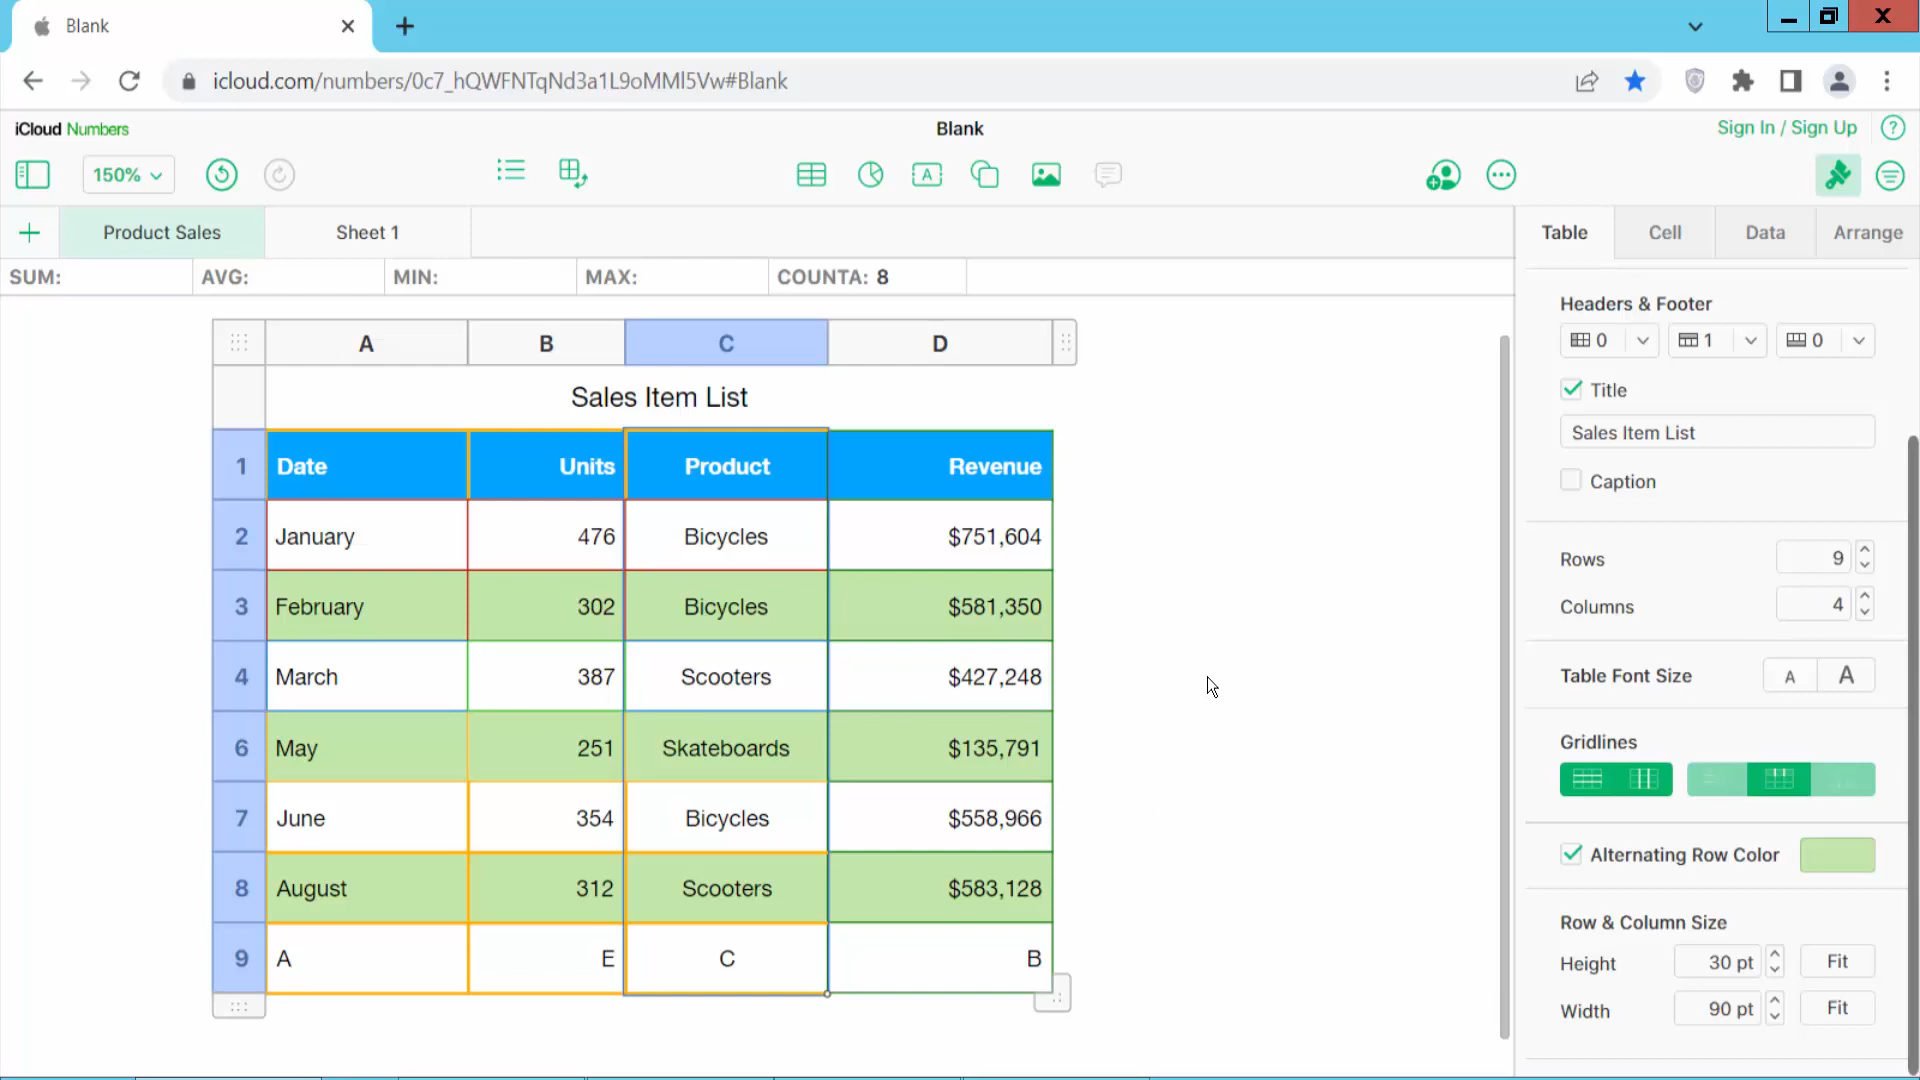 Blank
icloud.com/numbers/0c7_hQWFNTqNd3a1L9oMMl5Vw#Blank
iCloud Numbers
Blank
Sign In / Sign Up
?
150%
A
Product Sales
Sheet 1
Table
Cell
Data
Arrange
SUM:
AVG:
MIN:
MAX:
COUNTA: 8
A B C D
Sales Item List
1 Date Units Product Revenue
2 January 476 Bicycles $751,604
3 February 302 Bicycles $581,350
4 March 387 Scooters $427,248
6 May 251 Skateboards $135,791
7 June 354 Bicycles $558,966
8 August 312 Scooters $583,128
9 A E C B
Headers & Footer
0 1 0
Title
Sales Item List
Caption
Rows 9
Columns 4
Table Font Size A A
Gridlines
Alternating Row Color
Row & Column Size
Height 30 pt Fit
Width 90 pt Fit